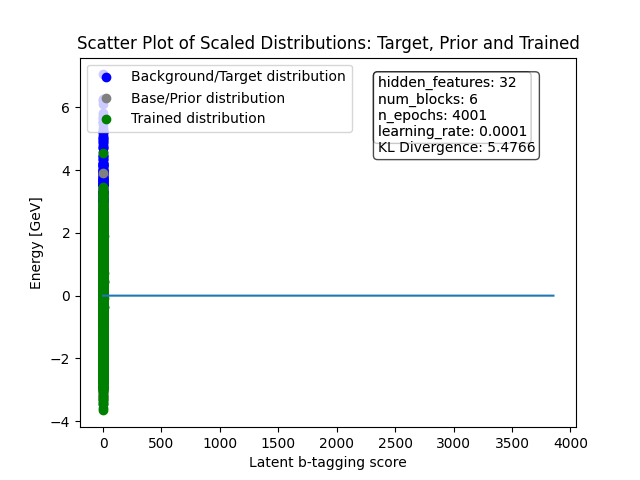 Scatter Plot of Scaled Distributions: Target, Prior and Trained
Background/Target distribution
Base/Prior distribution
Trained distribution
hidden_features: 32
num_blocks: 6
n_epochs: 4001
learning_rate: 0.0001
KL Divergence: 5.4766
Energy [GeV]
6
4
2
0
−2
−4
0 500 1000 1500 2000 2500 3000 3500 4000
Latent b-tagging score